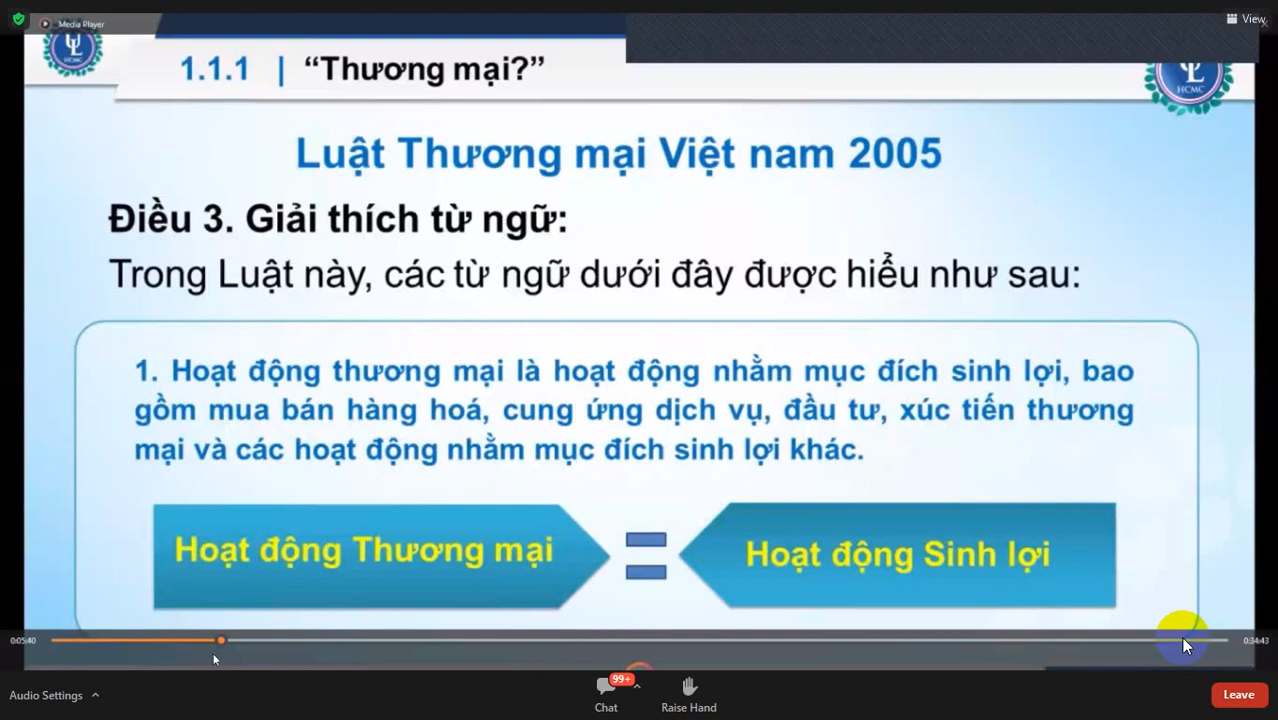 Media Player
View
1.1.1 | “Thương mại?”
HCMC
HCMC
Luật Thương mại Việt nam 2005
Điều 3. Giải thích từ ngữ:
Trong Luật này, các từ ngữ dưới đây được hiểu như sau:
1. Hoạt động thương mại là hoạt động nhằm mục đích sinh lợi, bao
gồm mua bán hàng hoá, cung ứng dịch vụ, đầu tư, xúc tiến thương
mại và các hoạt động nhằm mục đích sinh lợi khác.
Hoạt động Thương mại
Hoạt động Sinh lợi
0:05:40
0:34:43
Audio Settings
99+
Chat
Raise Hand
Leave